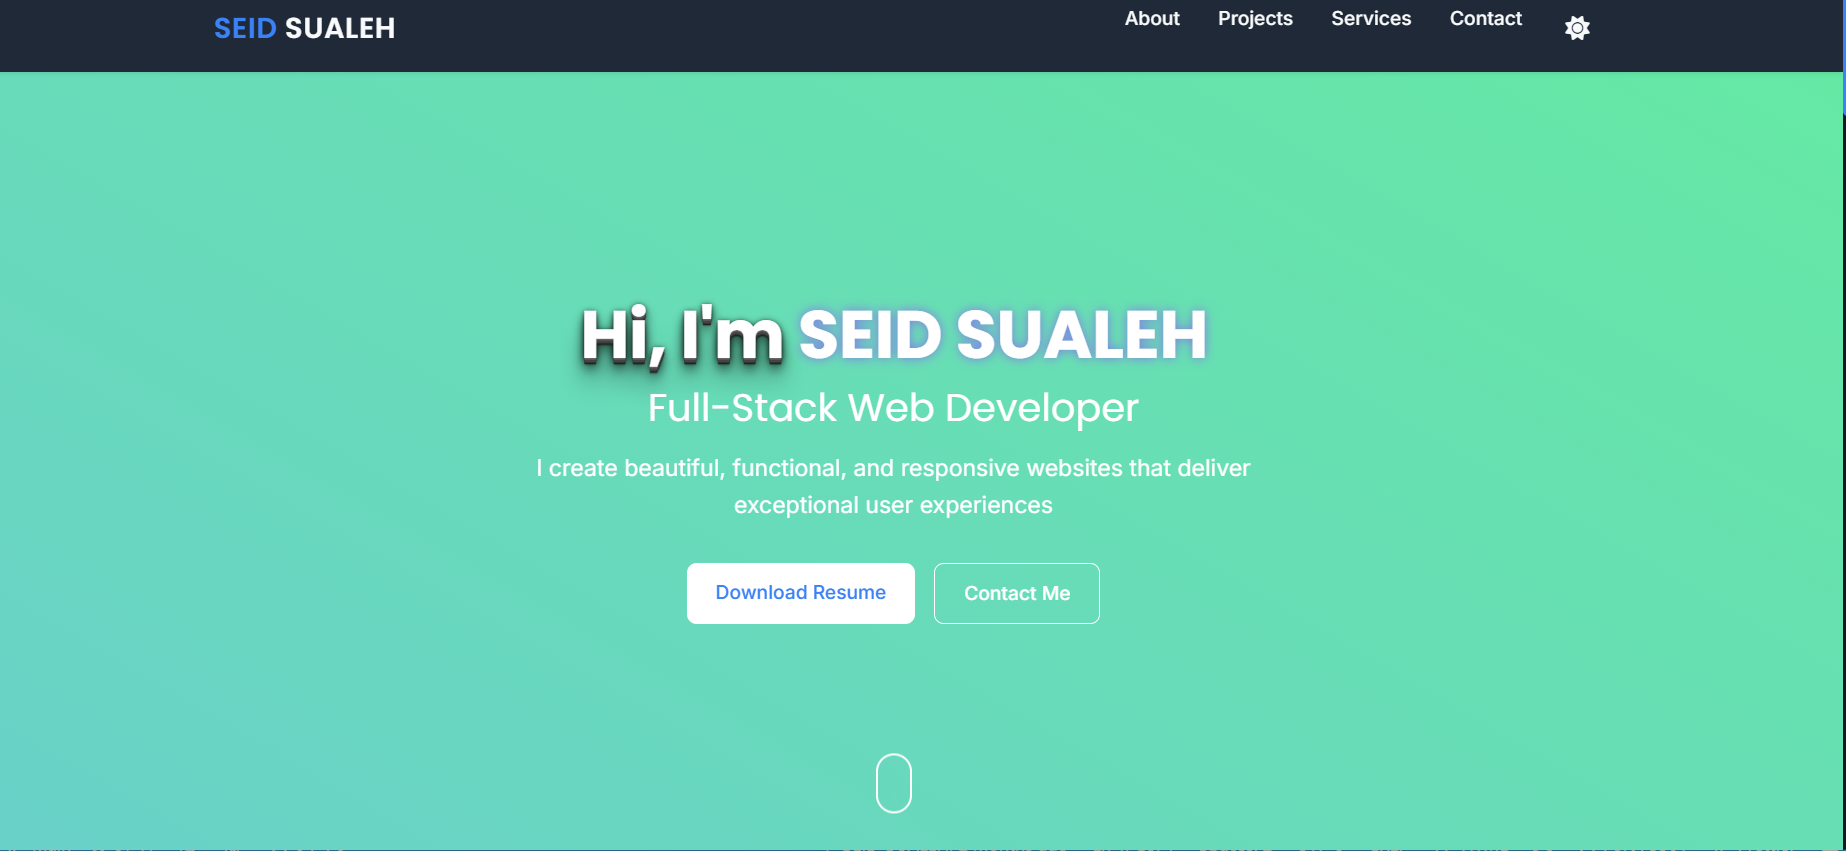 SEID SUALEH
About
Projects
Services
Contact
Hi, I'm SEID SUALEH
Full-Stack Web Developer
I create beautiful, functional, and responsive websites that deliver
exceptional user experiences
Download Resume
Contact Me